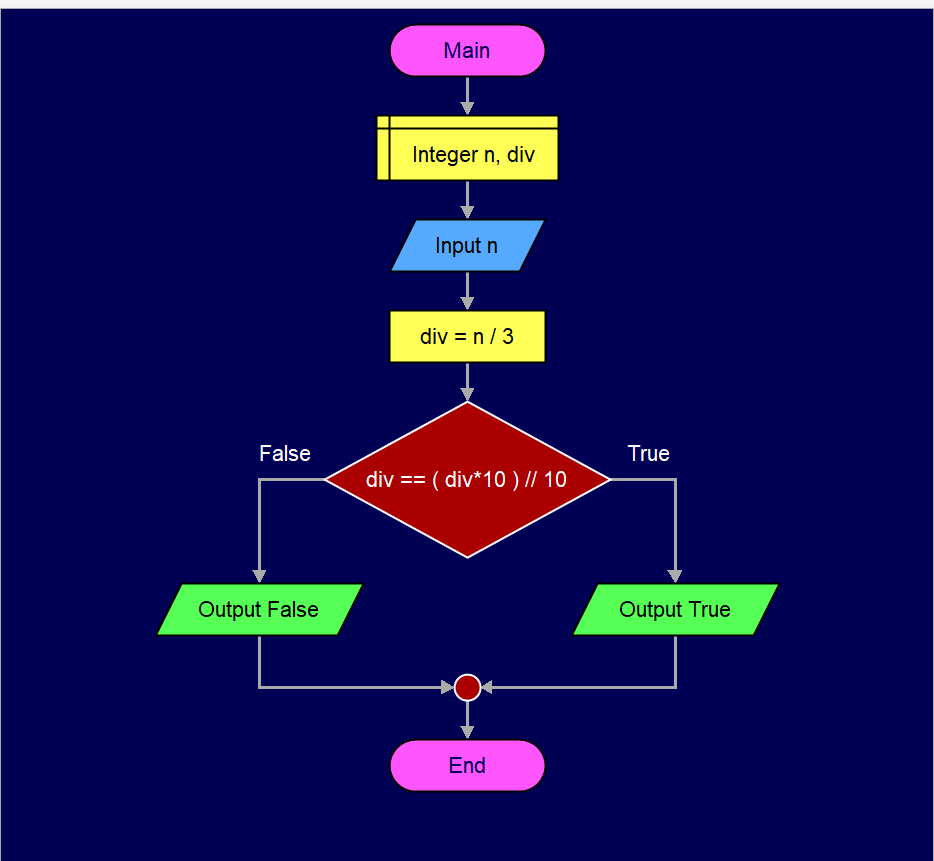 Main
Integer n, div
Input n
div = n / 3
False
True
div == ( div*10 ) // 10
Output False
Output True
End